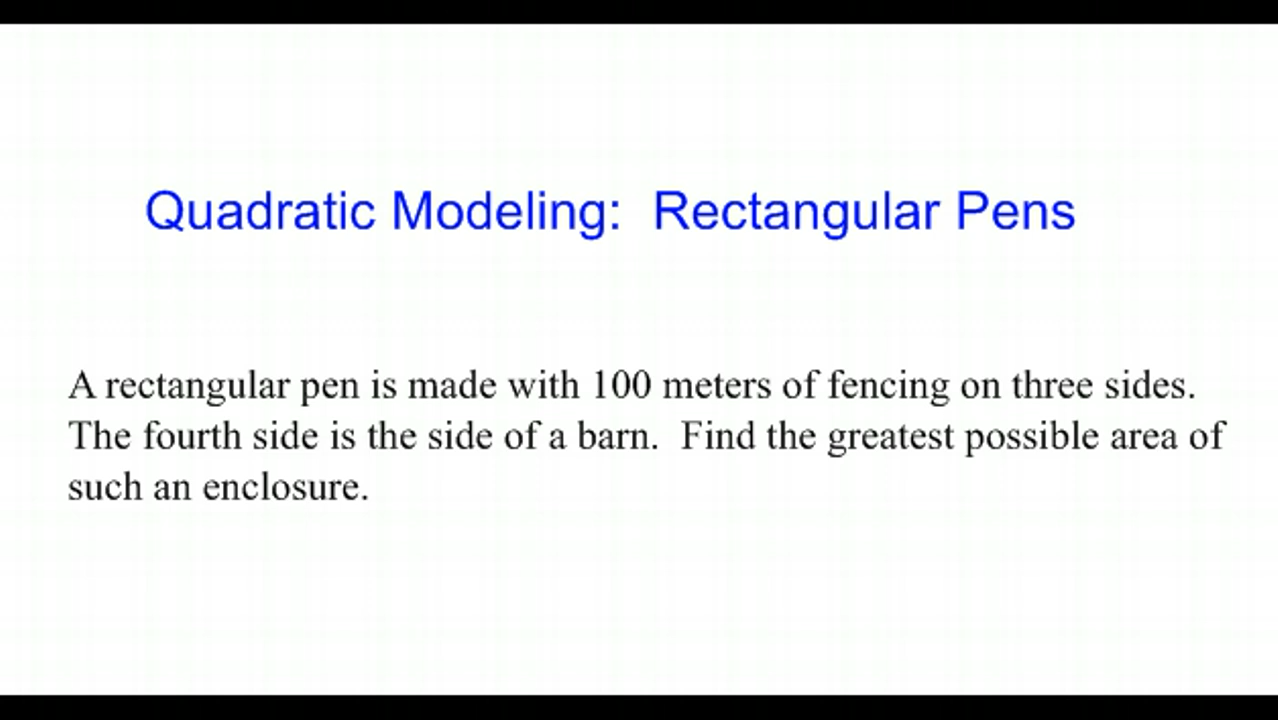 Quadratic Modeling:  Rectangular Pens
A rectangular pen is made with 100 meters of fencing on three sides.
The fourth side is the side of a barn.  Find the greatest possible area of
such an enclosure.